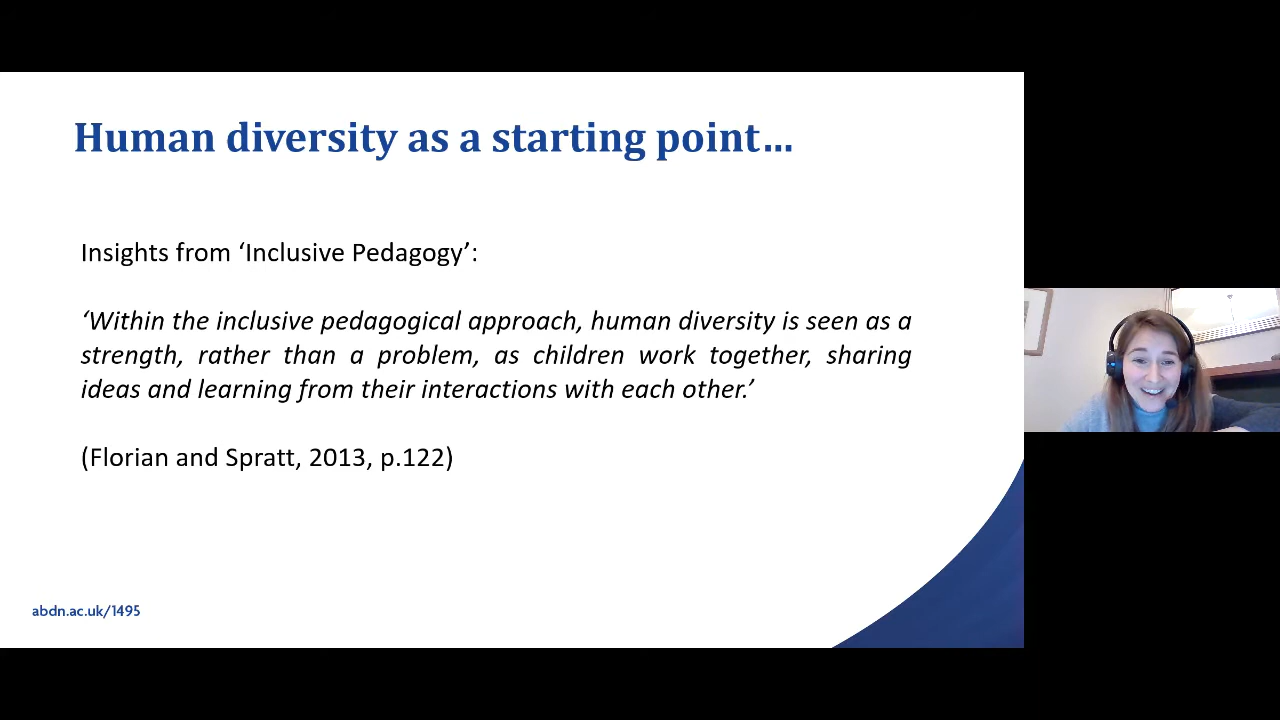 Human diversity as a starting point…
Insights from ‘Inclusive Pedagogy’:
‘Within the inclusive pedagogical approach, human diversity is seen as a
strength, rather than a problem, as children work together, sharing
ideas and learning from their interactions with each other.’
(Florian and Spratt, 2013, p.122)
abdn.ac.uk/1495